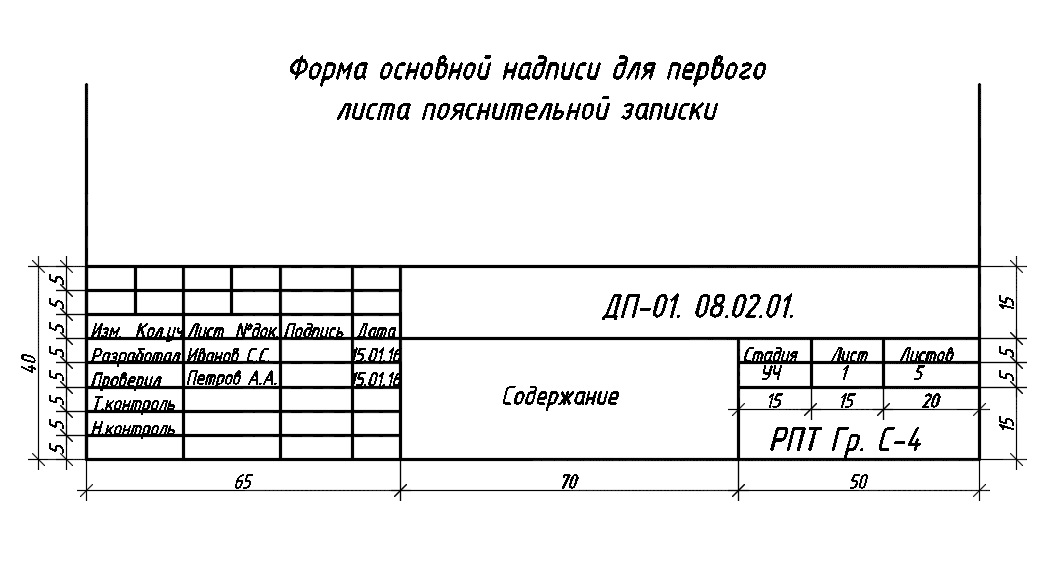 Форма основной надписи для первого
листа пояснительной записки
ДП-01. 08.02.01.
Изм. Кол.уч Лист №док Подпись Дата
Разработал Иванов С.С. 15.01.16
Проверил Петров А.А. 15.01.16
Т.контроль
Н.контроль
Содержание
Стадия Лист Листов
УЧ 1 5
15 15 20
РПТ Гр. С-4
40
5 5 5 5 5 5 5 5
15
5
5
15
65 70 50